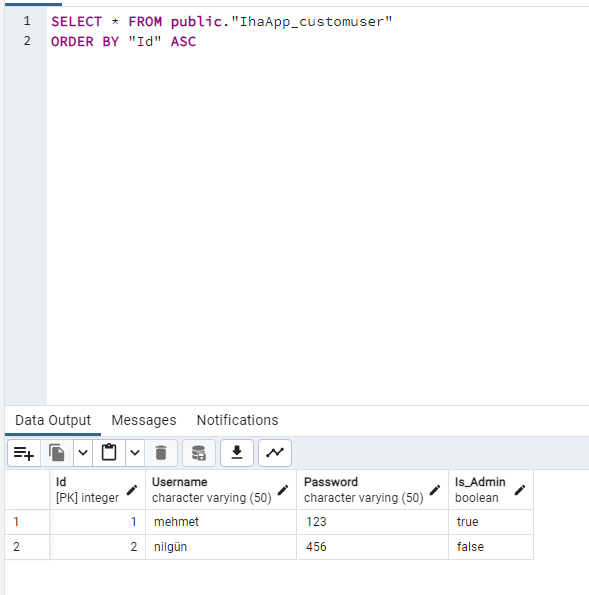 1 SELECT * FROM public."IhaApp_customuser"
2 ORDER BY "Id" ASC
Data Output Messages Notifications
Id Username Password Is_Admin
[PK] integer character varying (50) character varying (50) boolean
1 1 mehmet 123 true
2 2 nilgün 456 false